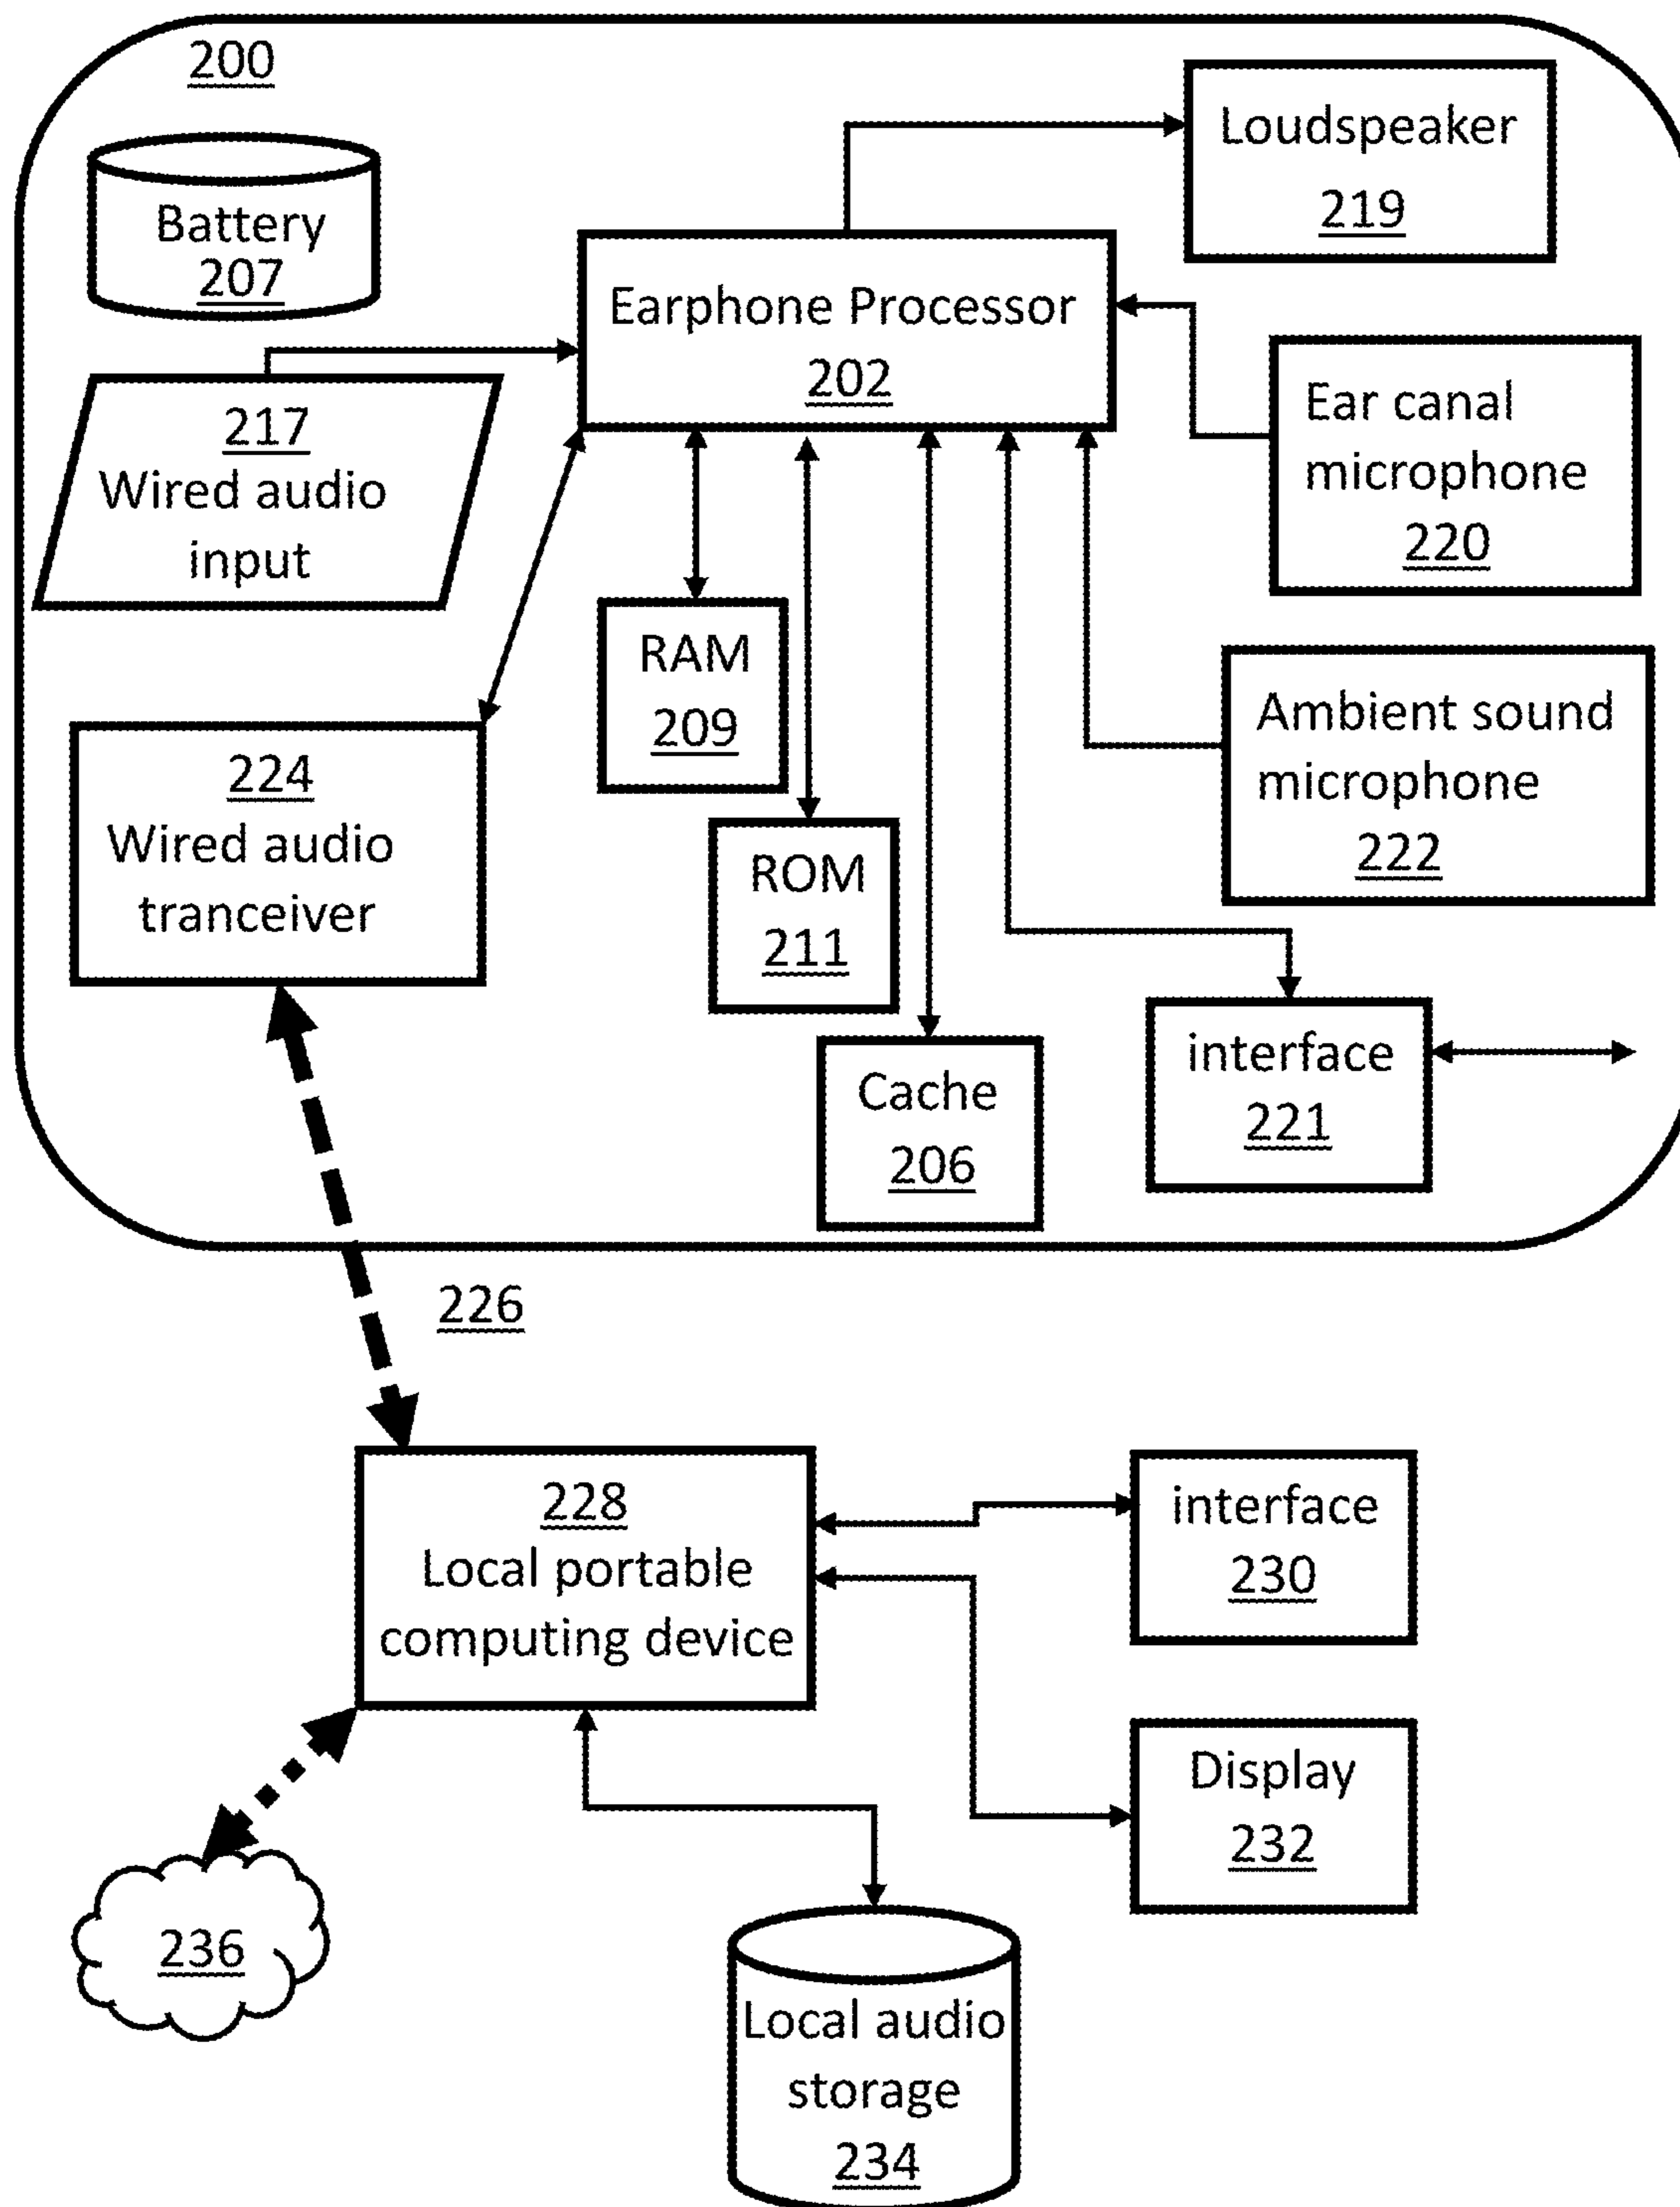 200
Loudspeaker
219
Battery
207
Earphone Processor
202
217
Wired audio
input
Ear canal
microphone
220
RAM
209
Ambient sound
microphone
222
224
Wired audio
tranceiver
ROM
211
interface
221
Cache
206
226
228
Local portable
computing device
interface
230
Display
232
236
Local audio
storage
234